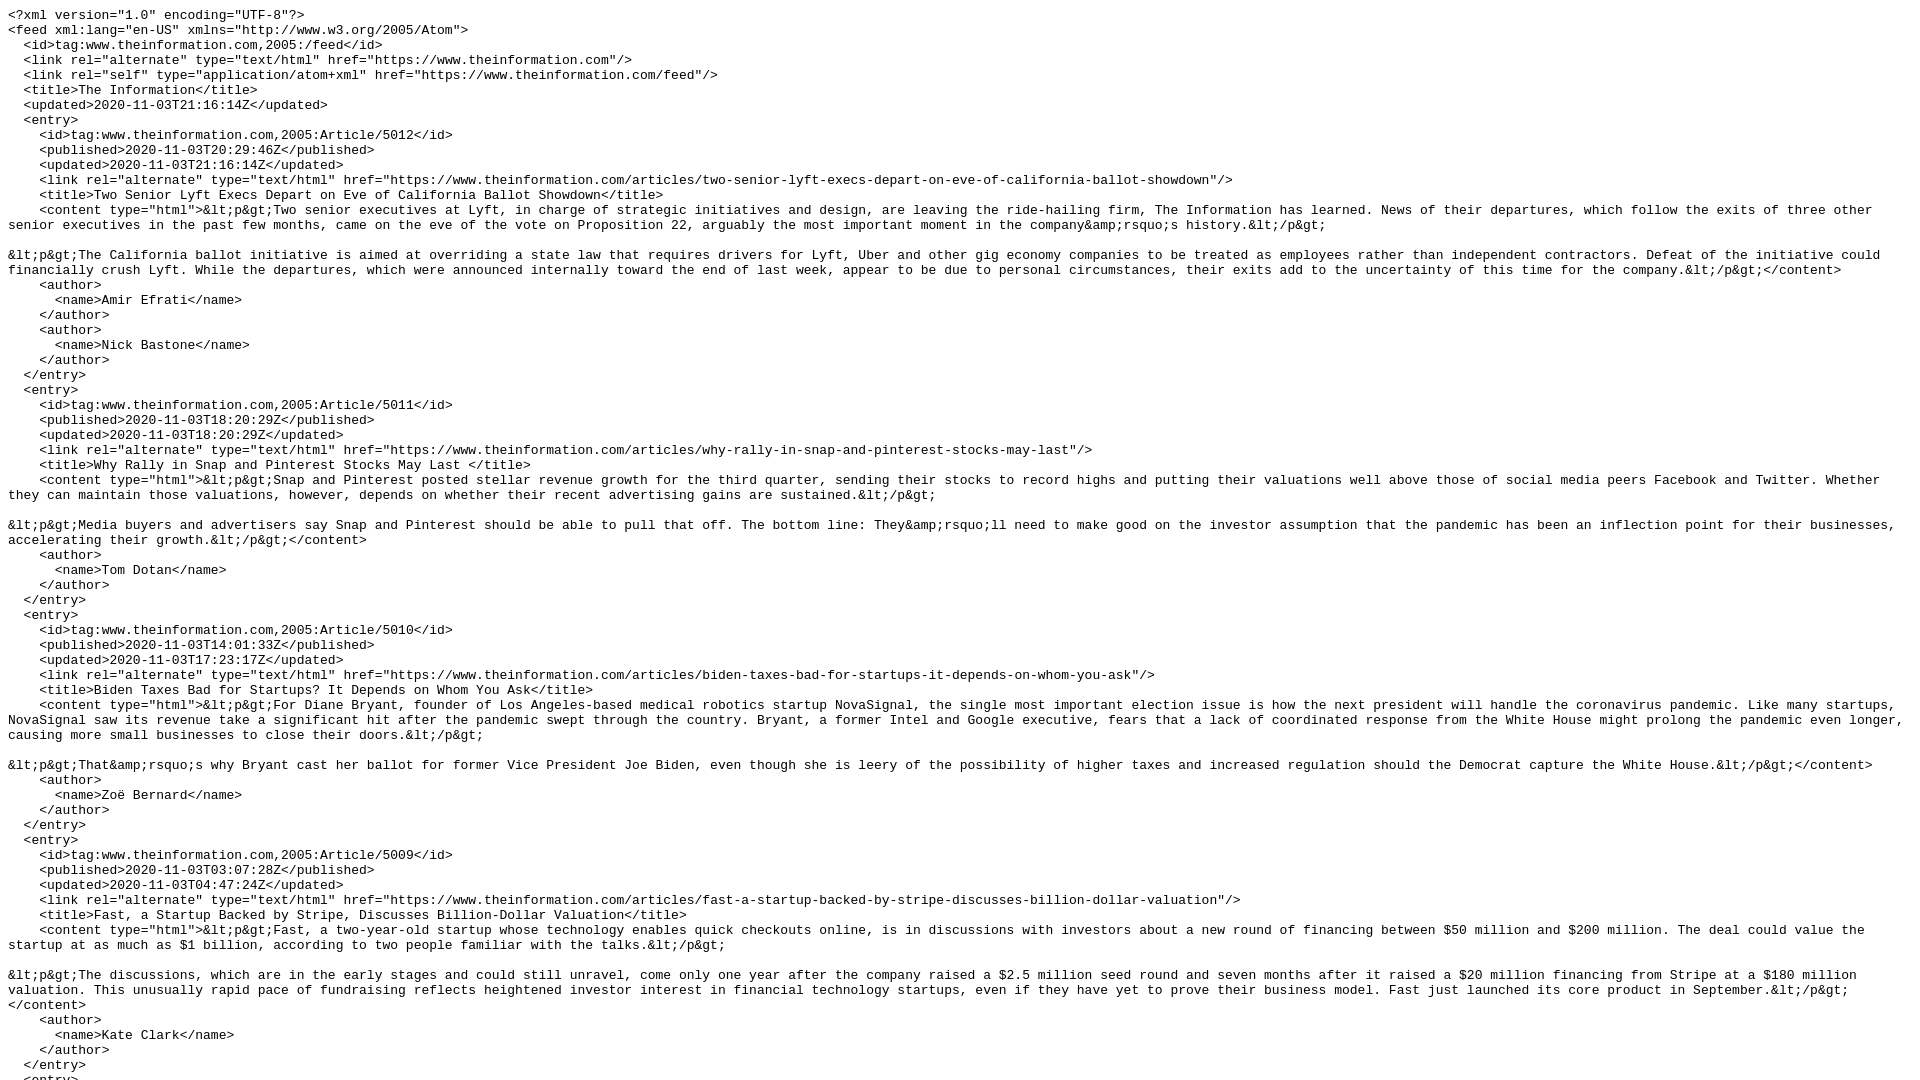 <?xml version="1.0" encoding="UTF-8"?>
<feed xml:lang="en-US" xmlns="http://www.w3.org/2005/Atom">
  <id>tag:www.theinformation.com,2005:/feed</id>
  <link rel="alternate" type="text/html" href="https://www.theinformation.com"/>
  <link rel="self" type="application/atom+xml" href="https://www.theinformation.com/feed"/>
  <title>The Information</title>
  <updated>2020-11-03T21:16:14Z</updated>
  <entry>
    <id>tag:www.theinformation.com,2005:Article/5012</id>
    <published>2020-11-03T20:29:46Z</published>
    <updated>2020-11-03T21:16:14Z</updated>
    <link rel="alternate" type="text/html" href="https://www.theinformation.com/articles/two-senior-lyft-execs-depart-on-eve-of-california-ballot-showdown"/>
    <title>Two Senior Lyft Execs Depart on Eve of California Ballot Showdown</title>
    <content type="html">&lt;p&gt;Two senior executives at Lyft, in charge of strategic initiatives and design, are leaving the ride-hailing firm, The Information has learned. News of their departures, which follow the exits of three other
senior executives in the past few months, came on the eve of the vote on Proposition 22, arguably the most important moment in the company&amp;rsquo;s history.&lt;/p&gt;

&lt;p&gt;The California ballot initiative is aimed at overriding a state law that requires drivers for Lyft, Uber and other gig economy companies to be treated as employees rather than independent contractors. Defeat of the initiative could
financially crush Lyft. While the departures, which were announced internally toward the end of last week, appear to be due to personal circumstances, their exits add to the uncertainty of this time for the company.&lt;/p&gt;</content>
    <author>
      <name>Amir Efrati</name>
    </author>
    <author>
      <name>Nick Bastone</name>
    </author>
  </entry>
  <entry>
    <id>tag:www.theinformation.com,2005:Article/5011</id>
    <published>2020-11-03T18:20:29Z</published>
    <updated>2020-11-03T18:20:29Z</updated>
    <link rel="alternate" type="text/html" href="https://www.theinformation.com/articles/why-rally-in-snap-and-pinterest-stocks-may-last"/>
    <title>Why Rally in Snap and Pinterest Stocks May Last </title>
    <content type="html">&lt;p&gt;Snap and Pinterest posted stellar revenue growth for the third quarter, sending their stocks to record highs and putting their valuations well above those of social media peers Facebook and Twitter. Whether
they can maintain those valuations, however, depends on whether their recent advertising gains are sustained.&lt;/p&gt;

&lt;p&gt;Media buyers and advertisers say Snap and Pinterest should be able to pull that off. The bottom line: They&amp;rsquo;ll need to make good on the investor assumption that the pandemic has been an inflection point for their businesses,
accelerating their growth.&lt;/p&gt;</content>
    <author>
      <name>Tom Dotan</name>
    </author>
  </entry>
  <entry>
    <id>tag:www.theinformation.com,2005:Article/5010</id>
    <published>2020-11-03T14:01:33Z</published>
    <updated>2020-11-03T17:23:17Z</updated>
    <link rel="alternate" type="text/html" href="https://www.theinformation.com/articles/biden-taxes-bad-for-startups-it-depends-on-whom-you-ask"/>
    <title>Biden Taxes Bad for Startups? It Depends on Whom You Ask</title>
    <content type="html">&lt;p&gt;For Diane Bryant, founder of Los Angeles-based medical robotics startup NovaSignal, the single most important election issue is how the next president will handle the coronavirus pandemic. Like many startups,
NovaSignal saw its revenue take a significant hit after the pandemic swept through the country. Bryant, a former Intel and Google executive, fears that a lack of coordinated response from the White House might prolong the pandemic even longer,
causing more small businesses to close their doors.&lt;/p&gt;

&lt;p&gt;That&amp;rsquo;s why Bryant cast her ballot for former Vice President Joe Biden, even though she is leery of the possibility of higher taxes and increased regulation should the Democrat capture the White House.&lt;/p&gt;</content>
    <author>
      <name>Zoë Bernard</name>
    </author>
  </entry>
  <entry>
    <id>tag:www.theinformation.com,2005:Article/5009</id>
    <published>2020-11-03T03:07:28Z</published>
    <updated>2020-11-03T04:47:24Z</updated>
    <link rel="alternate" type="text/html" href="https://www.theinformation.com/articles/fast-a-startup-backed-by-stripe-discusses-billion-dollar-valuation"/>
    <title>Fast, a Startup Backed by Stripe, Discusses Billion-Dollar Valuation</title>
    <content type="html">&lt;p&gt;Fast, a two-year-old startup whose technology enables quick checkouts online, is in discussions with investors about a new round of financing between $50 million and $200 million. The deal could value the
startup at as much as $1 billion, according to two people familiar with the talks.&lt;/p&gt;

&lt;p&gt;The discussions, which are in the early stages and could still unravel, come only one year after the company raised a $2.5 million seed round and seven months after it raised a $20 million financing from Stripe at a $180 million
valuation. This unusually rapid pace of fundraising reflects heightened investor interest in financial technology startups, even if they have yet to prove their business model. Fast just launched its core product in September.&lt;/p&gt;
</content>
    <author>
      <name>Kate Clark</name>
    </author>
  </entry>
  <entry>